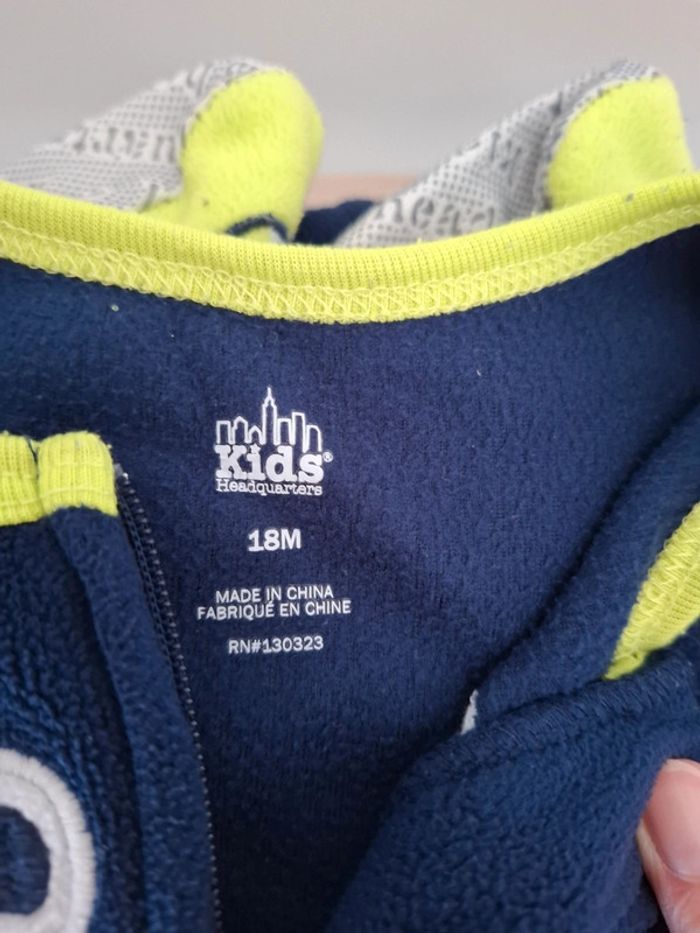 Kids®
Headquarters
18M
MADE IN CHINA
FABRIQUÉ EN CHINE
RN#130323